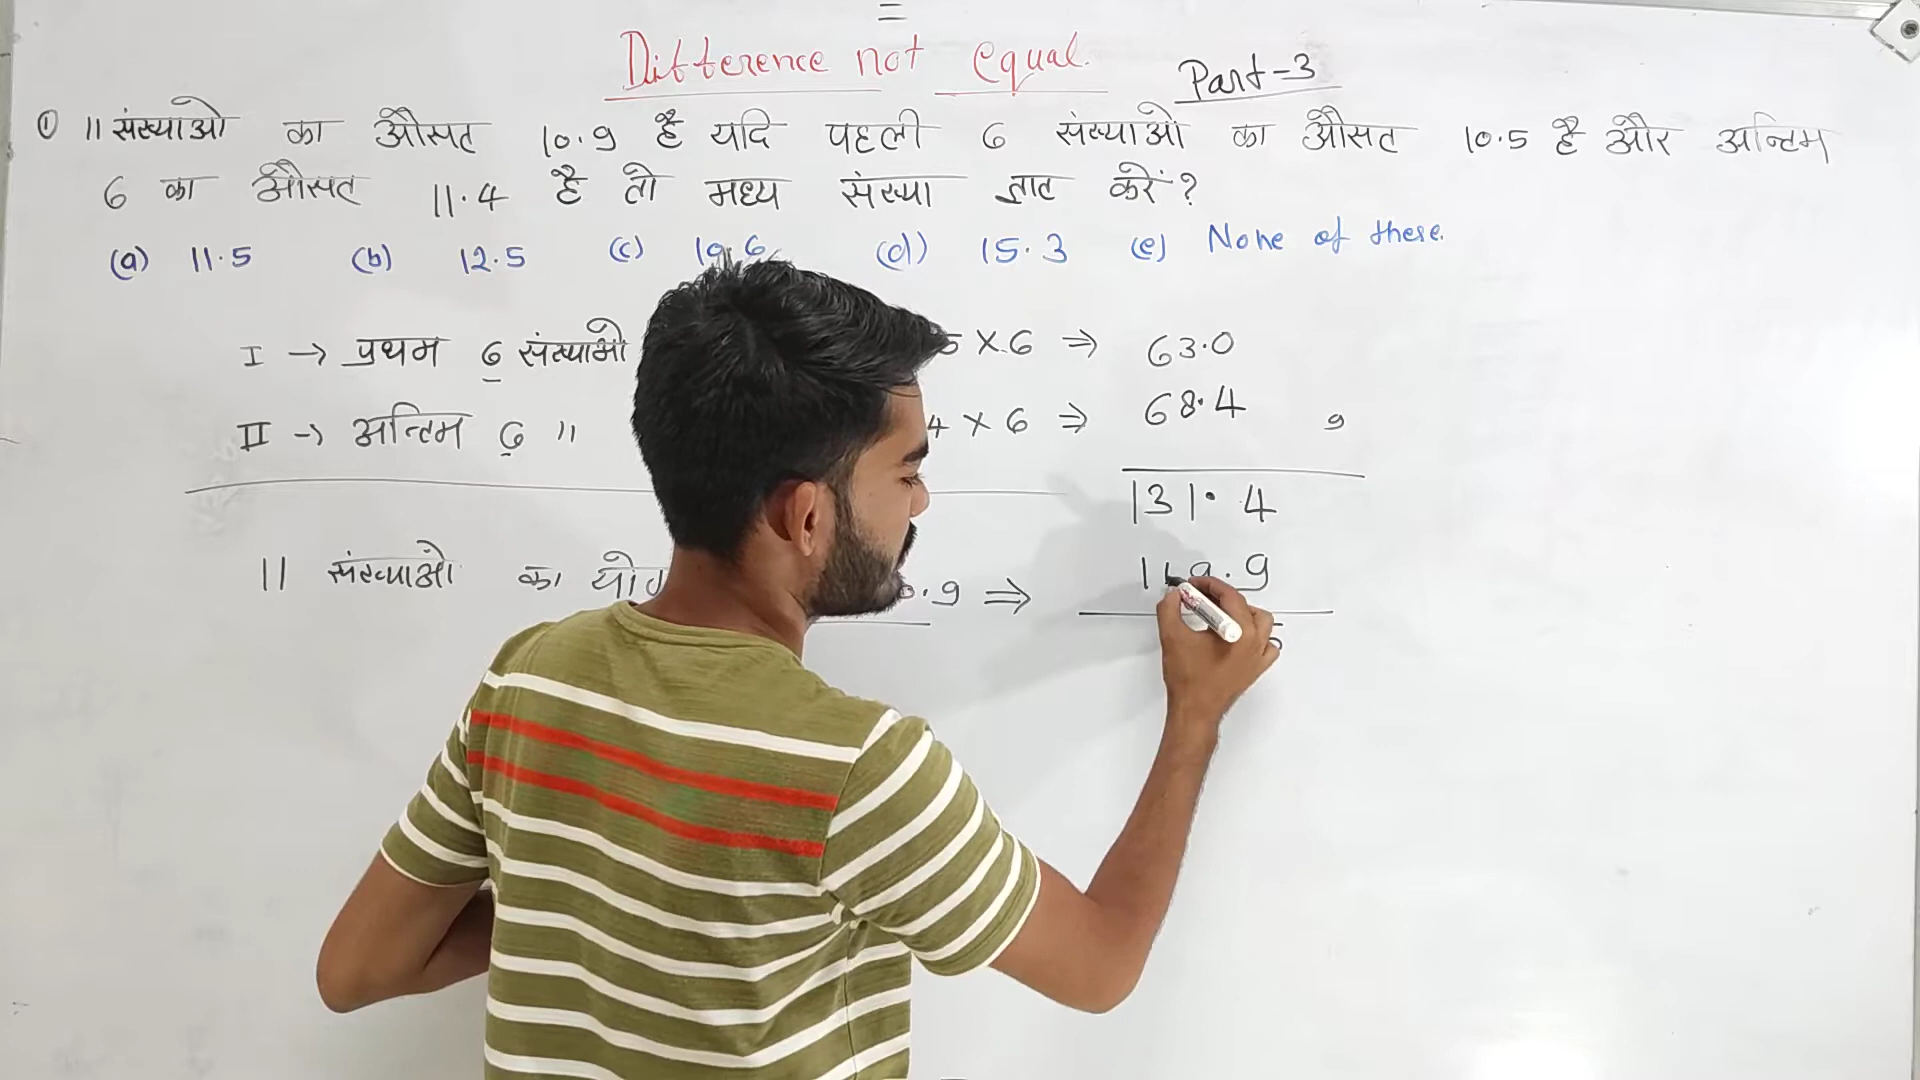 Difference not equal. Part-3
① 11 संख्याओ का औसत 10.9 है यदि पहली 6 संख्याओ का औसत 10.5 है और अन्तिम
6 का औसत 11.4 है तो मध्य संख्या ज्ञात करें?
(a) 11.5 (b) 12.5 (c) (d) 15.3 (e) None of these.
I → प्रथम 6 संख्याओ × 6 ⇒ 63.0
II → अन्तिम 6 " 4 × 6 ⇒ 68.4 ,
131.4
11 संख्याओ का योग .9 ⇒ 119.9
5